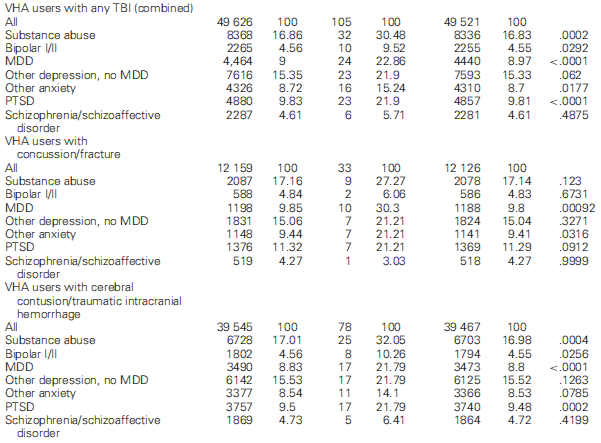 VHA users with any TBI (combined)
All 49 626 100 105 100 49 521 100
Substance abuse 8368 16.86 32 30.48 8336 16.83 .0002
Bipolar I/II 2265 4.56 10 9.52 2255 4.55 .0292
MDD 4,464 9 24 22.86 4440 8.97 <.0001
Other depression, no MDD 7616 15.35 23 21.9 7593 15.33 .062
Other anxiety 4326 8.72 16 15.24 4310 8.7 .0177
PTSD 4880 9.83 23 21.9 4857 9.81 <.0001
Schizophrenia/schizoaffective 2287 4.61 6 5.71 2281 4.61 .4875
disorder
VHA users with
concussion/fracture
All 12 159 100 33 100 12 126 100
Substance abuse 2087 17.16 9 27.27 2078 17.14 .123
Bipolar I/II 588 4.84 2 6.06 586 4.83 .6731
MDD 1198 9.85 10 30.3 1188 9.8 .00092
Other depression, no MDD 1831 15.06 7 21.21 1824 15.04 .3271
Other anxiety 1148 9.44 7 21.21 1141 9.41 .0316
PTSD 1376 11.32 7 21.21 1369 11.29 .0912
Schizophrenia/schizoaffective 519 4.27 1 3.03 518 4.27 .9999
disorder
VHA users with cerebral
contusion/traumatic intracranial
hemorrhage
All 39 545 100 78 100 39 467 100
Substance abuse 6728 17.01 25 32.05 6703 16.98 .0004
Bipolar I/II 1802 4.56 8 10.26 1794 4.55 .0256
MDD 3490 8.83 17 21.79 3473 8.8 <.0001
Other depression, no MDD 6142 15.53 17 21.79 6125 15.52 .1263
Other anxiety 3377 8.54 11 14.1 3366 8.53 .0785
PTSD 3757 9.5 17 21.79 3740 9.48 .0002
Schizophrenia/schizoaffective 1869 4.73 5 6.41 1864 4.72 .4199
disorder